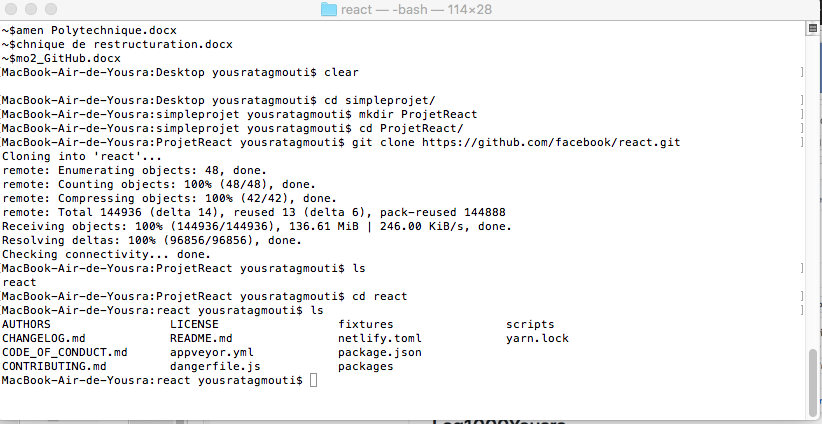 react — -bash — 114×28
~$amen Polytechnique.docx
~$chnique de restructuration.docx
~$mo2_GitHub.docx
[MacBook-Air-de-Yousra:Desktop yousratagmouti$ clear ]
[MacBook-Air-de-Yousra:Desktop yousratagmouti$ cd simpleprojet/ ]
[MacBook-Air-de-Yousra:simpleprojet yousratagmouti$ mkdir ProjetReact ]
[MacBook-Air-de-Yousra:simpleprojet yousratagmouti$ cd ProjetReact/ ]
[MacBook-Air-de-Yousra:ProjetReact yousratagmouti$ git clone https://github.com/facebook/react.git ]
Cloning into 'react'...
remote: Enumerating objects: 48, done.
remote: Counting objects: 100% (48/48), done.
remote: Compressing objects: 100% (42/42), done.
remote: Total 144936 (delta 14), reused 13 (delta 6), pack-reused 144888
Receiving objects: 100% (144936/144936), 136.61 MiB | 246.00 KiB/s, done.
Resolving deltas: 100% (96856/96856), done.
Checking connectivity... done.
[MacBook-Air-de-Yousra:ProjetReact yousratagmouti$ ls ]
react
[MacBook-Air-de-Yousra:ProjetReact yousratagmouti$ cd react ]
[MacBook-Air-de-Yousra:react yousratagmouti$ ls ]
AUTHORS LICENSE fixtures scripts
CHANGELOG.md README.md netlify.toml yarn.lock
CODE_OF_CONDUCT.md appveyor.yml package.json
CONTRIBUTING.md dangerfile.js packages
MacBook-Air-de-Yousra:react yousratagmouti$